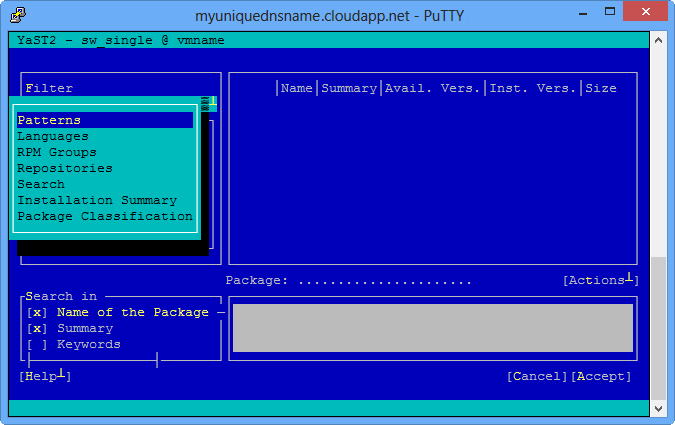 myuniquednsname.cloudapp.net - PuTTY
YaST2 - sw_single @ vmname
Filter
Name|Summary|Avail. Vers.|Inst. Vers.|Size
Patterns
Languages
RPM Groups
Repositories
Search
Installation Summary
Package Classification
Package: ......................
[Actions┴]
Search in
[x] Name of the Package
[x] Summary
[ ] Keywords
[Help┴]
[Cancel][Accept]